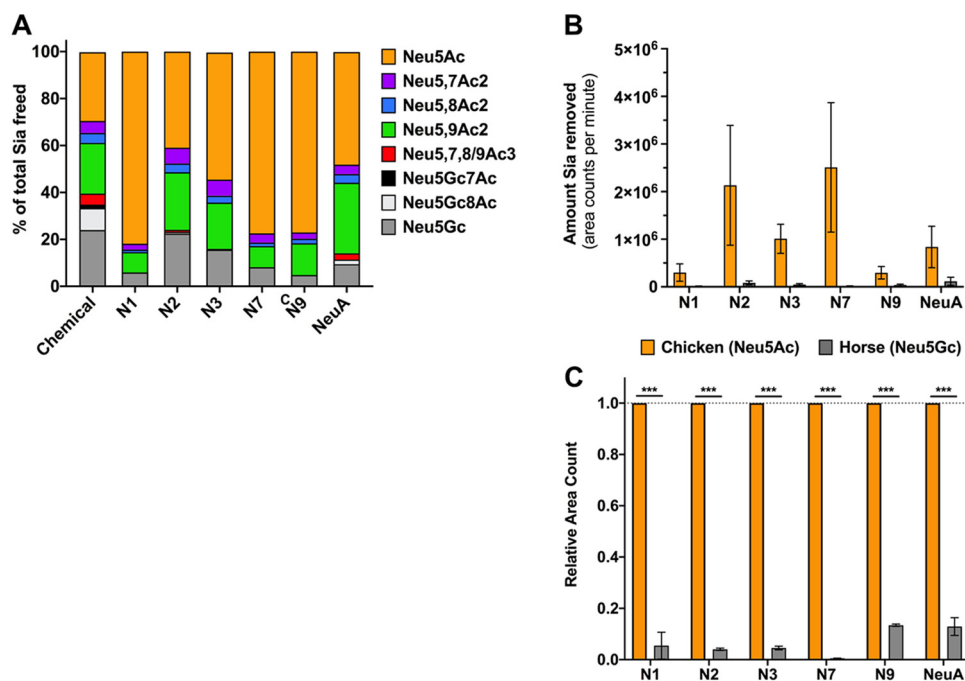 A
% of total Sia freed
100
80
60
40
20
0
Chemical
N1
N2
N3
N7
C
N9
NeuA
Neu5Ac
Neu5,7Ac2
Neu5,8Ac2
Neu5,9Ac2
Neu5,7,8/9Ac3
Neu5Gc7Ac
Neu5Gc8Ac
Neu5Gc
B
Amount Sia removed
(area counts per minute)
5×10⁶
4×10⁶
3×10⁶
2×10⁶
1×10⁶
0
N1 N2 N3 N7 N9 NeuA
Chicken (Neu5Ac) Horse (Neu5Gc)
C
Relative Area Count
1.0
0.8
0.6
0.4
0.2
0.0
*** *** *** *** *** ***
N1 N2 N3 N7 N9 NeuA